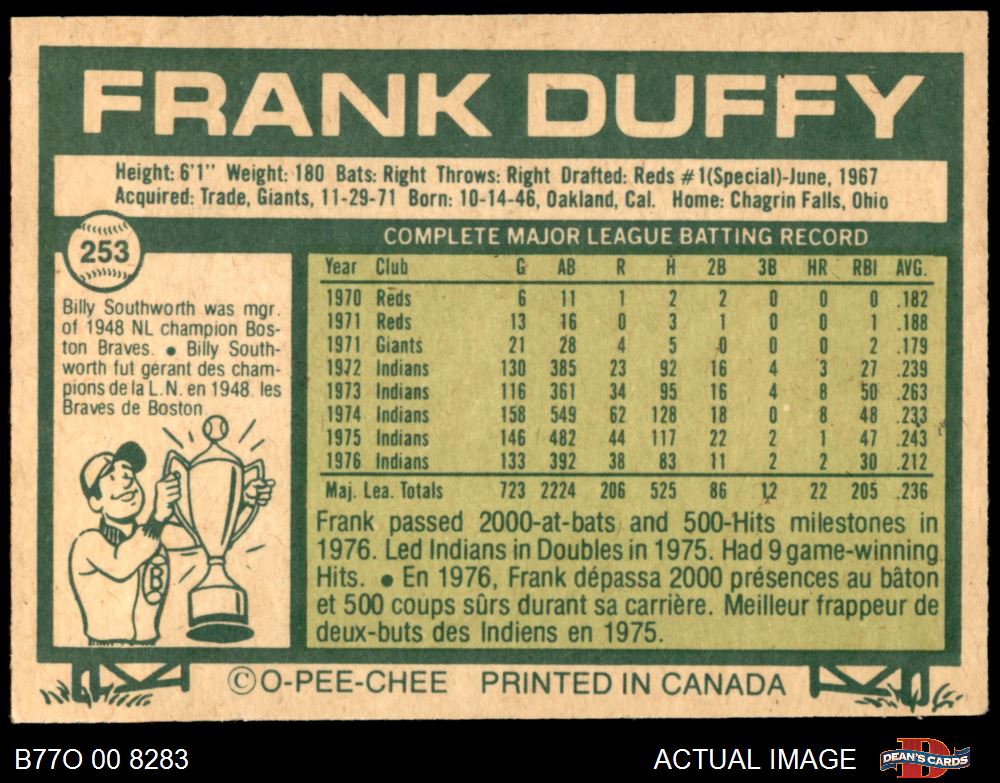 FRANK DUFFY
Height: 6'1" Weight: 180 Bats: Right Throws: Right Drafted: Reds #1(Special)-June, 1967
Acquired: Trade, Giants, 11-29-71 Born: 10-14-46, Oakland, Cal. Home: Chagrin Falls, Ohio
253
Billy Southworth was mgr.
of 1948 NL champion Bos-
ton Braves. • Billy South-
worth fut gérant des cham-
pions de la L.N. en 1948. les
Braves de Boston
B
COMPLETE MAJOR LEAGUE BATTING RECORD
Year Club G AB R H 2B 3B HR RBI AVG.
1970 Reds 6 11 1 2 2 0 0 0 .182
1971 Reds 13 16 0 3 1 0 0 1 .188
1971 Giants 21 28 4 5 0 0 0 2 .179
1972 Indians 130 385 23 92 16 4 3 27 .239
1973 Indians 116 361 34 95 16 4 8 50 .263
1974 Indians 158 549 62 128 18 0 8 48 .233
1975 Indians 146 482 44 117 22 2 1 47 .243
1976 Indians 133 392 38 83 11 2 2 30 .212
Maj. Lea. Totals 723 2224 206 525 86 12 22 205 .236
Frank passed 2000-at-bats and 500-Hits milestones in
1976. Led Indians in Doubles in 1975. Had 9 game-winning
Hits. • En 1976, Frank dépassa 2000 présences au bâton
et 500 coups sûrs durant sa carrière. Meilleur frappeur de
deux-buts des Indiens en 1975.
©O-PEE-CHEE PRINTED IN CANADA
B77O 00 8283
ACTUAL IMAGE
DEAN'S CARDS